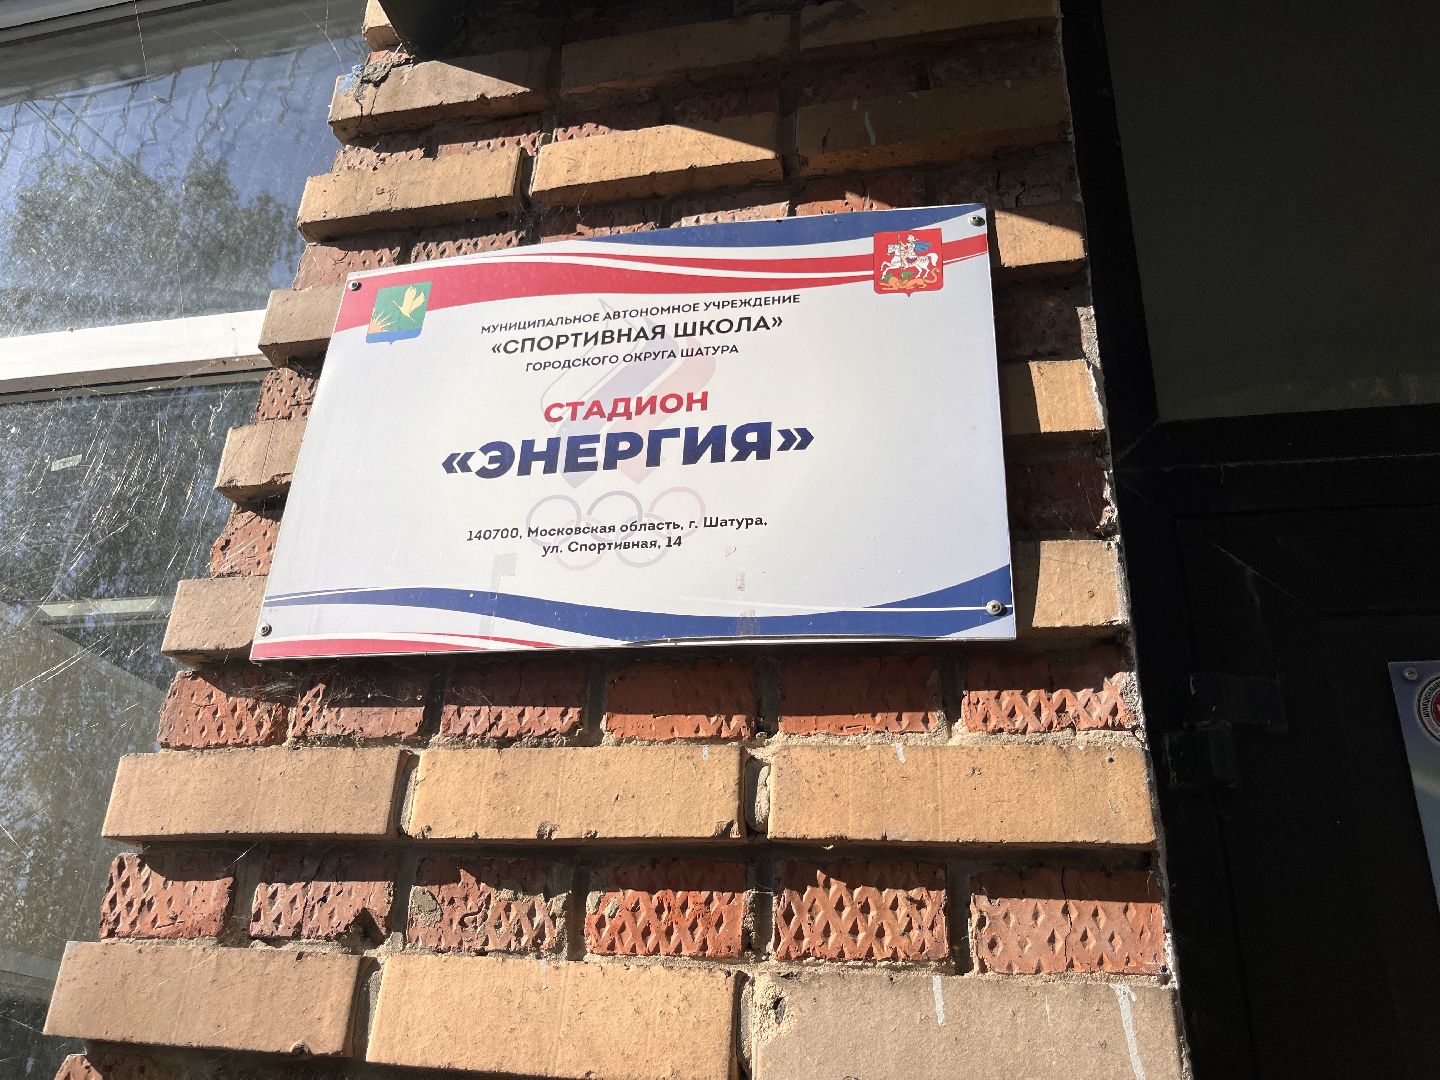 МУНИЦИПАЛЬНОЕ АВТОНОМНОЕ УЧРЕЖДЕНИЕ
«СПОРТИВНАЯ ШКОЛА»
ГОРОДСКОГО ОКРУГА ШАТУРА
СТАДИОН
«ЭНЕРГИЯ»
140700, Московская область, г. Шатура,
ул. Спортивная, 14